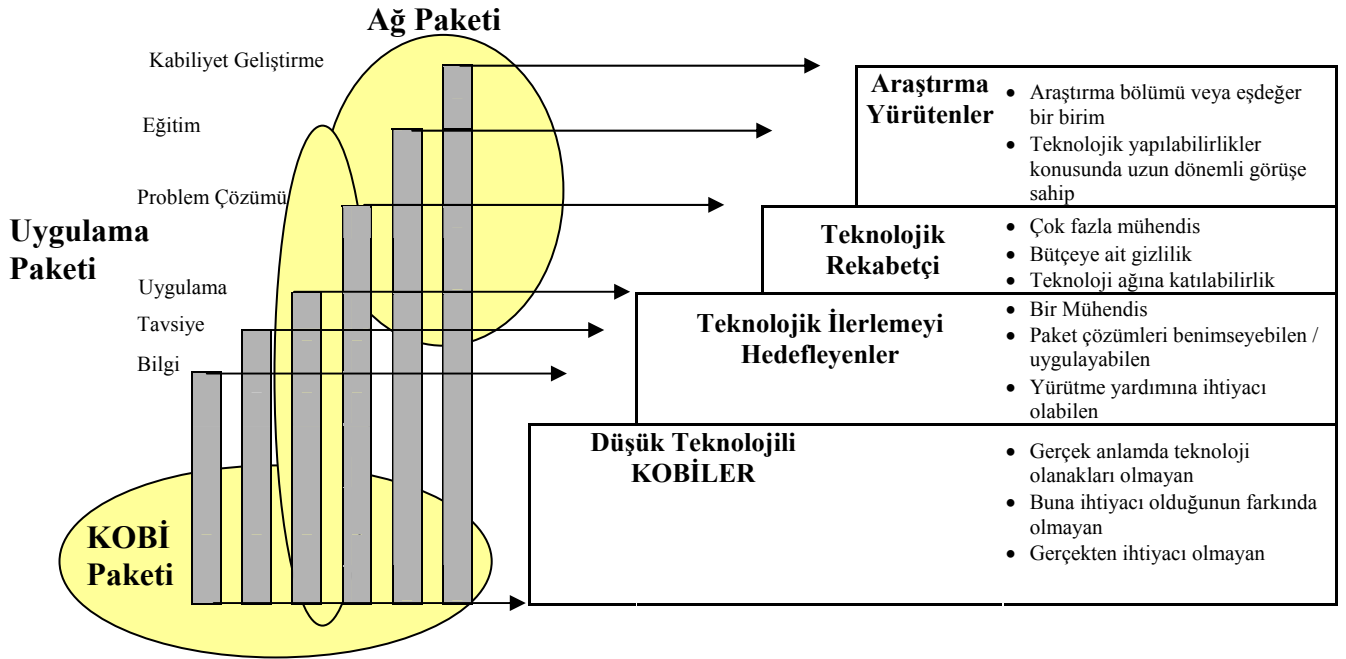 Ağ Paketi
Kabiliyet Geliştirme
Eğitim
Problem Çözümü
Uygulama
Paketi
Uygulama
Tavsiye
Bilgi
KOBİ
Paketi
Araştırma
Yürütenler
• Araştırma bölümü veya eşdeğer
bir birim
• Teknolojik yapılabilirlikler
konusunda uzun dönemli görüşe
sahip
Teknolojik
Rekabetçi
• Çok fazla mühendis
• Bütçeye ait gizlilik
• Teknoloji ağına katılabilirlik
Teknolojik İlerlemeyi
Hedefleyenler
• Bir Mühendis
• Paket çözümleri benimseyebilen /
uygulayabilen
• Yürütme yardımına ihtiyacı
olabilen
Düşük Teknolojili
KOBİLER
• Gerçek anlamda teknoloji
olanakları olmayan
• Buna ihtiyacı olduğunun farkında
olmayan
• Gerçekten ihtiyacı olmayan